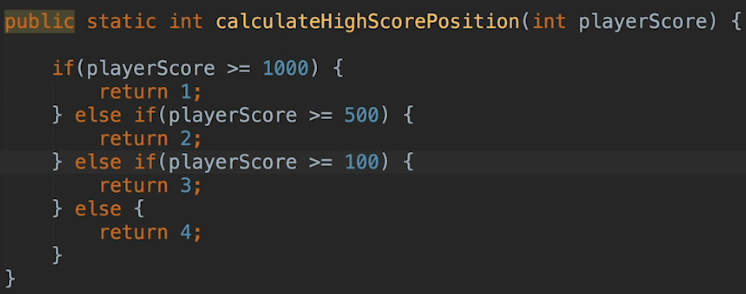 public static int calculateHighScorePosition(int playerScore) {
if(playerScore >= 1000) {
return 1;
} else if(playerScore >= 500) {
return 2;
} else if(playerScore >= 100) {
return 3;
} else {
return 4;
}
}